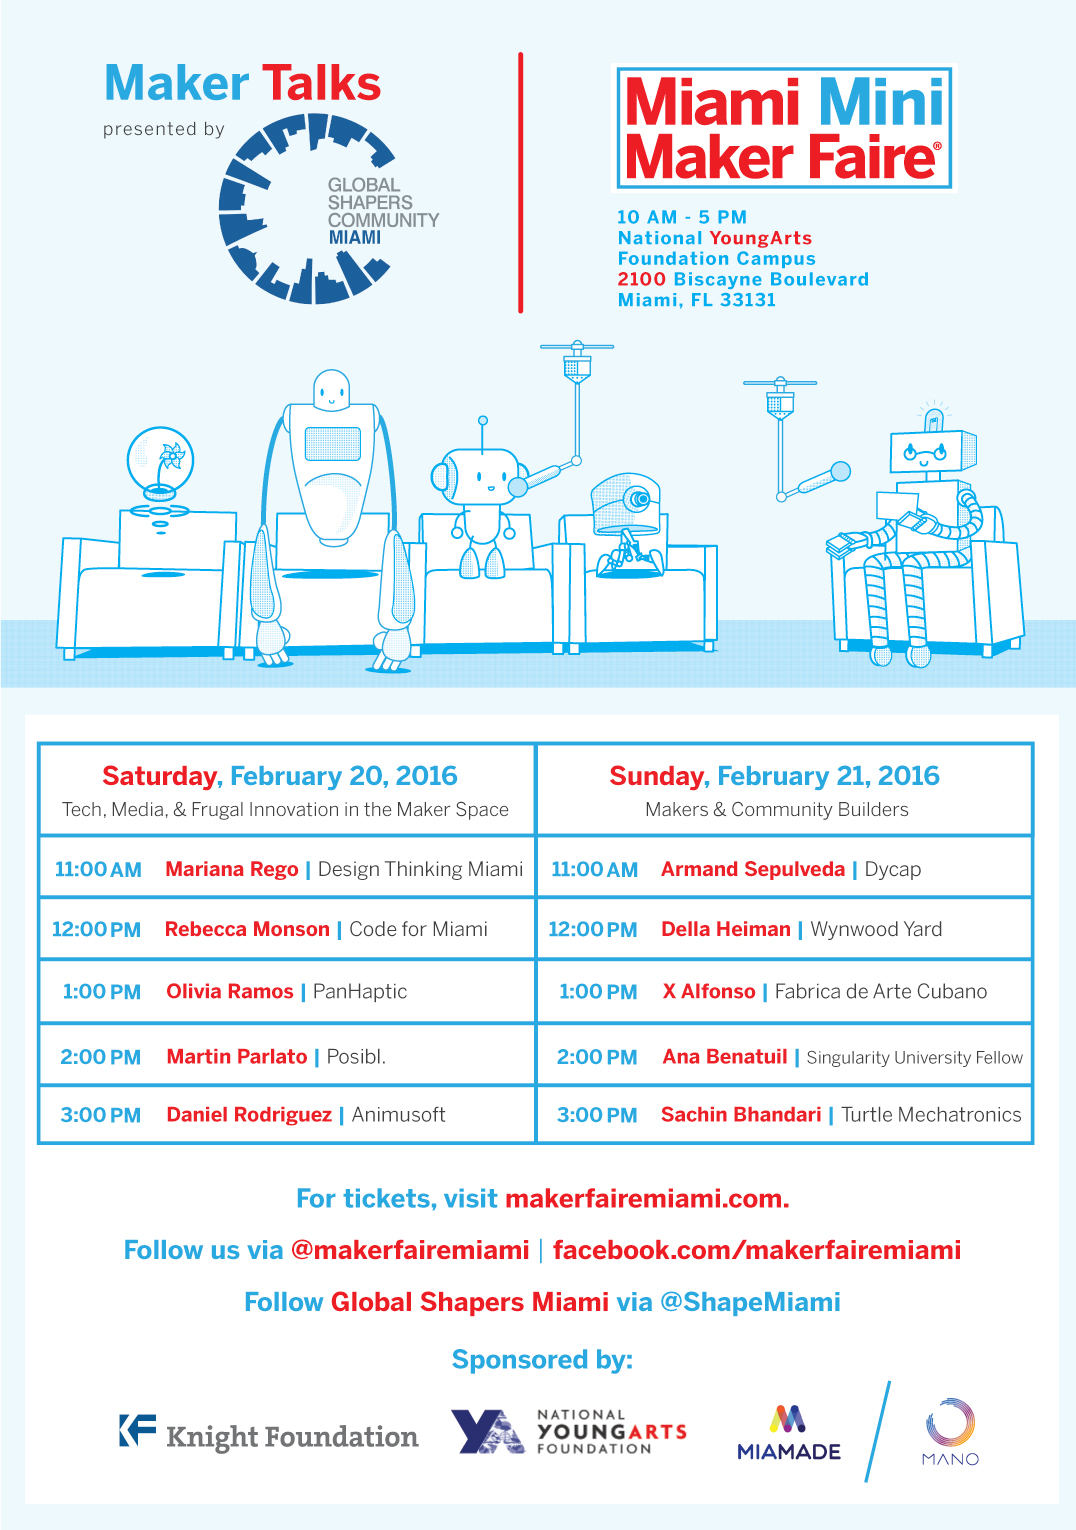 Maker Talks
presented by
GLOBAL
SHAPERS
COMMUNITY
MIAMI
Miami Mini
Maker Faire®
10 AM - 5 PM
National YoungArts
Foundation Campus
2100 Biscayne Boulevard
Miami, FL 33131
Saturday, February 20, 2016
Tech, Media, & Frugal Innovation in the Maker Space
11:00 AM Mariana Rego | Design Thinking Miami
12:00 PM Rebecca Monson | Code for Miami
1:00 PM Olivia Ramos | PanHaptic
2:00 PM Martin Parlato | Posibl.
3:00 PM Daniel Rodriguez | Animusoft
Sunday, February 21, 2016
Makers & Community Builders
11:00 AM Armand Sepulveda | Dycap
12:00 PM Della Heiman | Wynwood Yard
1:00 PM X Alfonso | Fabrica de Arte Cubano
2:00 PM Ana Benatuil | Singularity University Fellow
3:00 PM Sachin Bhandari | Turtle Mechatronics
For tickets, visit makerfairemiami.com.
Follow us via @makerfairemiami | facebook.com/makerfairemiami
Follow Global Shapers Miami via @ShapeMiami
Sponsored by:
KF Knight Foundation
YA NATIONAL
YOUNGARTS
FOUNDATION
M
MIAMADE
MANO